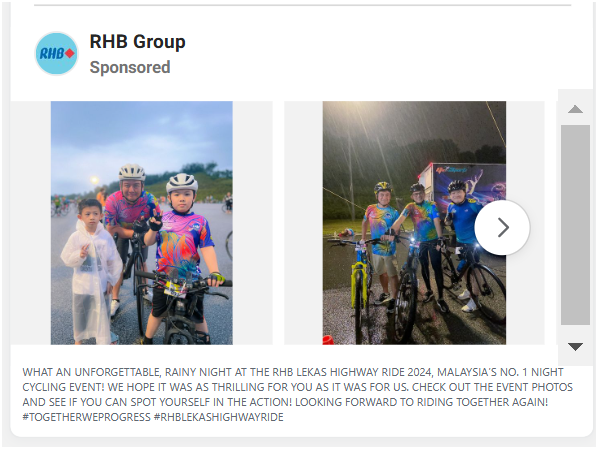 RHB
RHB Group
Sponsored
WHAT AN UNFORGETTABLE, RAINY NIGHT AT THE RHB LEKAS HIGHWAY RIDE 2024, MALAYSIA'S NO. 1 NIGHT
CYCLING EVENT! WE HOPE IT WAS AS THRILLING FOR YOU AS IT WAS FOR US. CHECK OUT THE EVENT PHOTOS
AND SEE IF YOU CAN SPOT YOURSELF IN THE ACTION! LOOKING FORWARD TO RIDING TOGETHER AGAIN!
#TOGETHERWEPROGRESS #RHBLEKASHIGHWAYRIDE